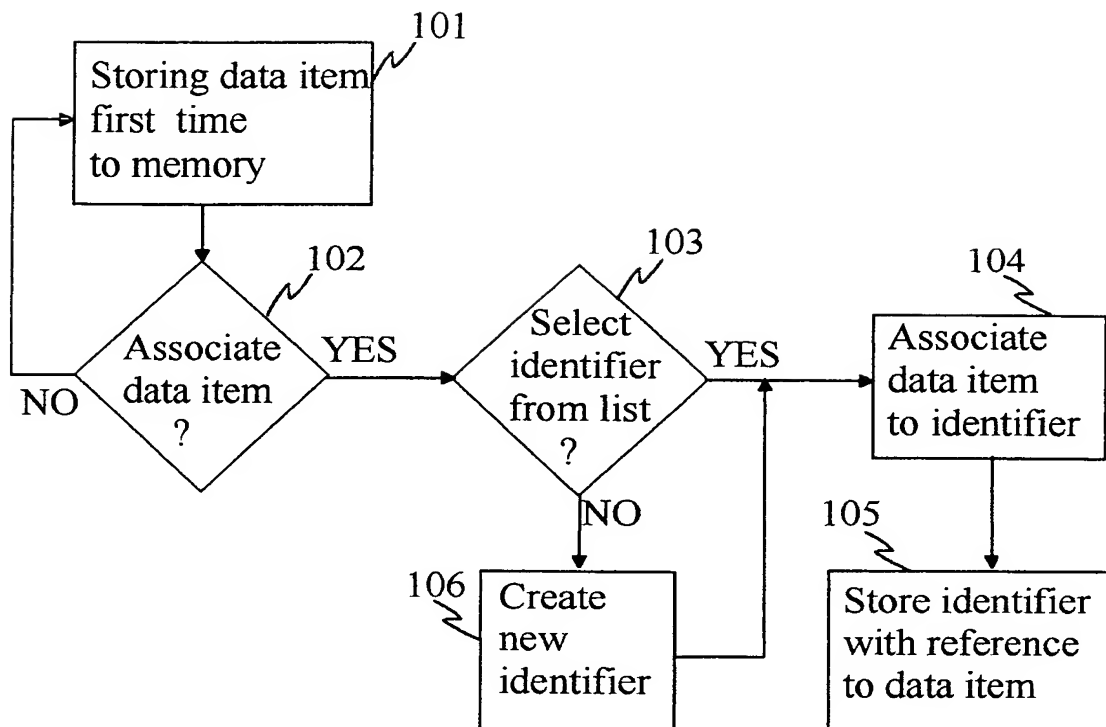 101
Storing data item
first time
to memory
102
Associate
data item
?
YES
NO
103
Select
identifier
from list
?
YES
NO
104
Associate
data item
to identifier
105
Store identifier
with reference
to data item
106
Create
new
identifier